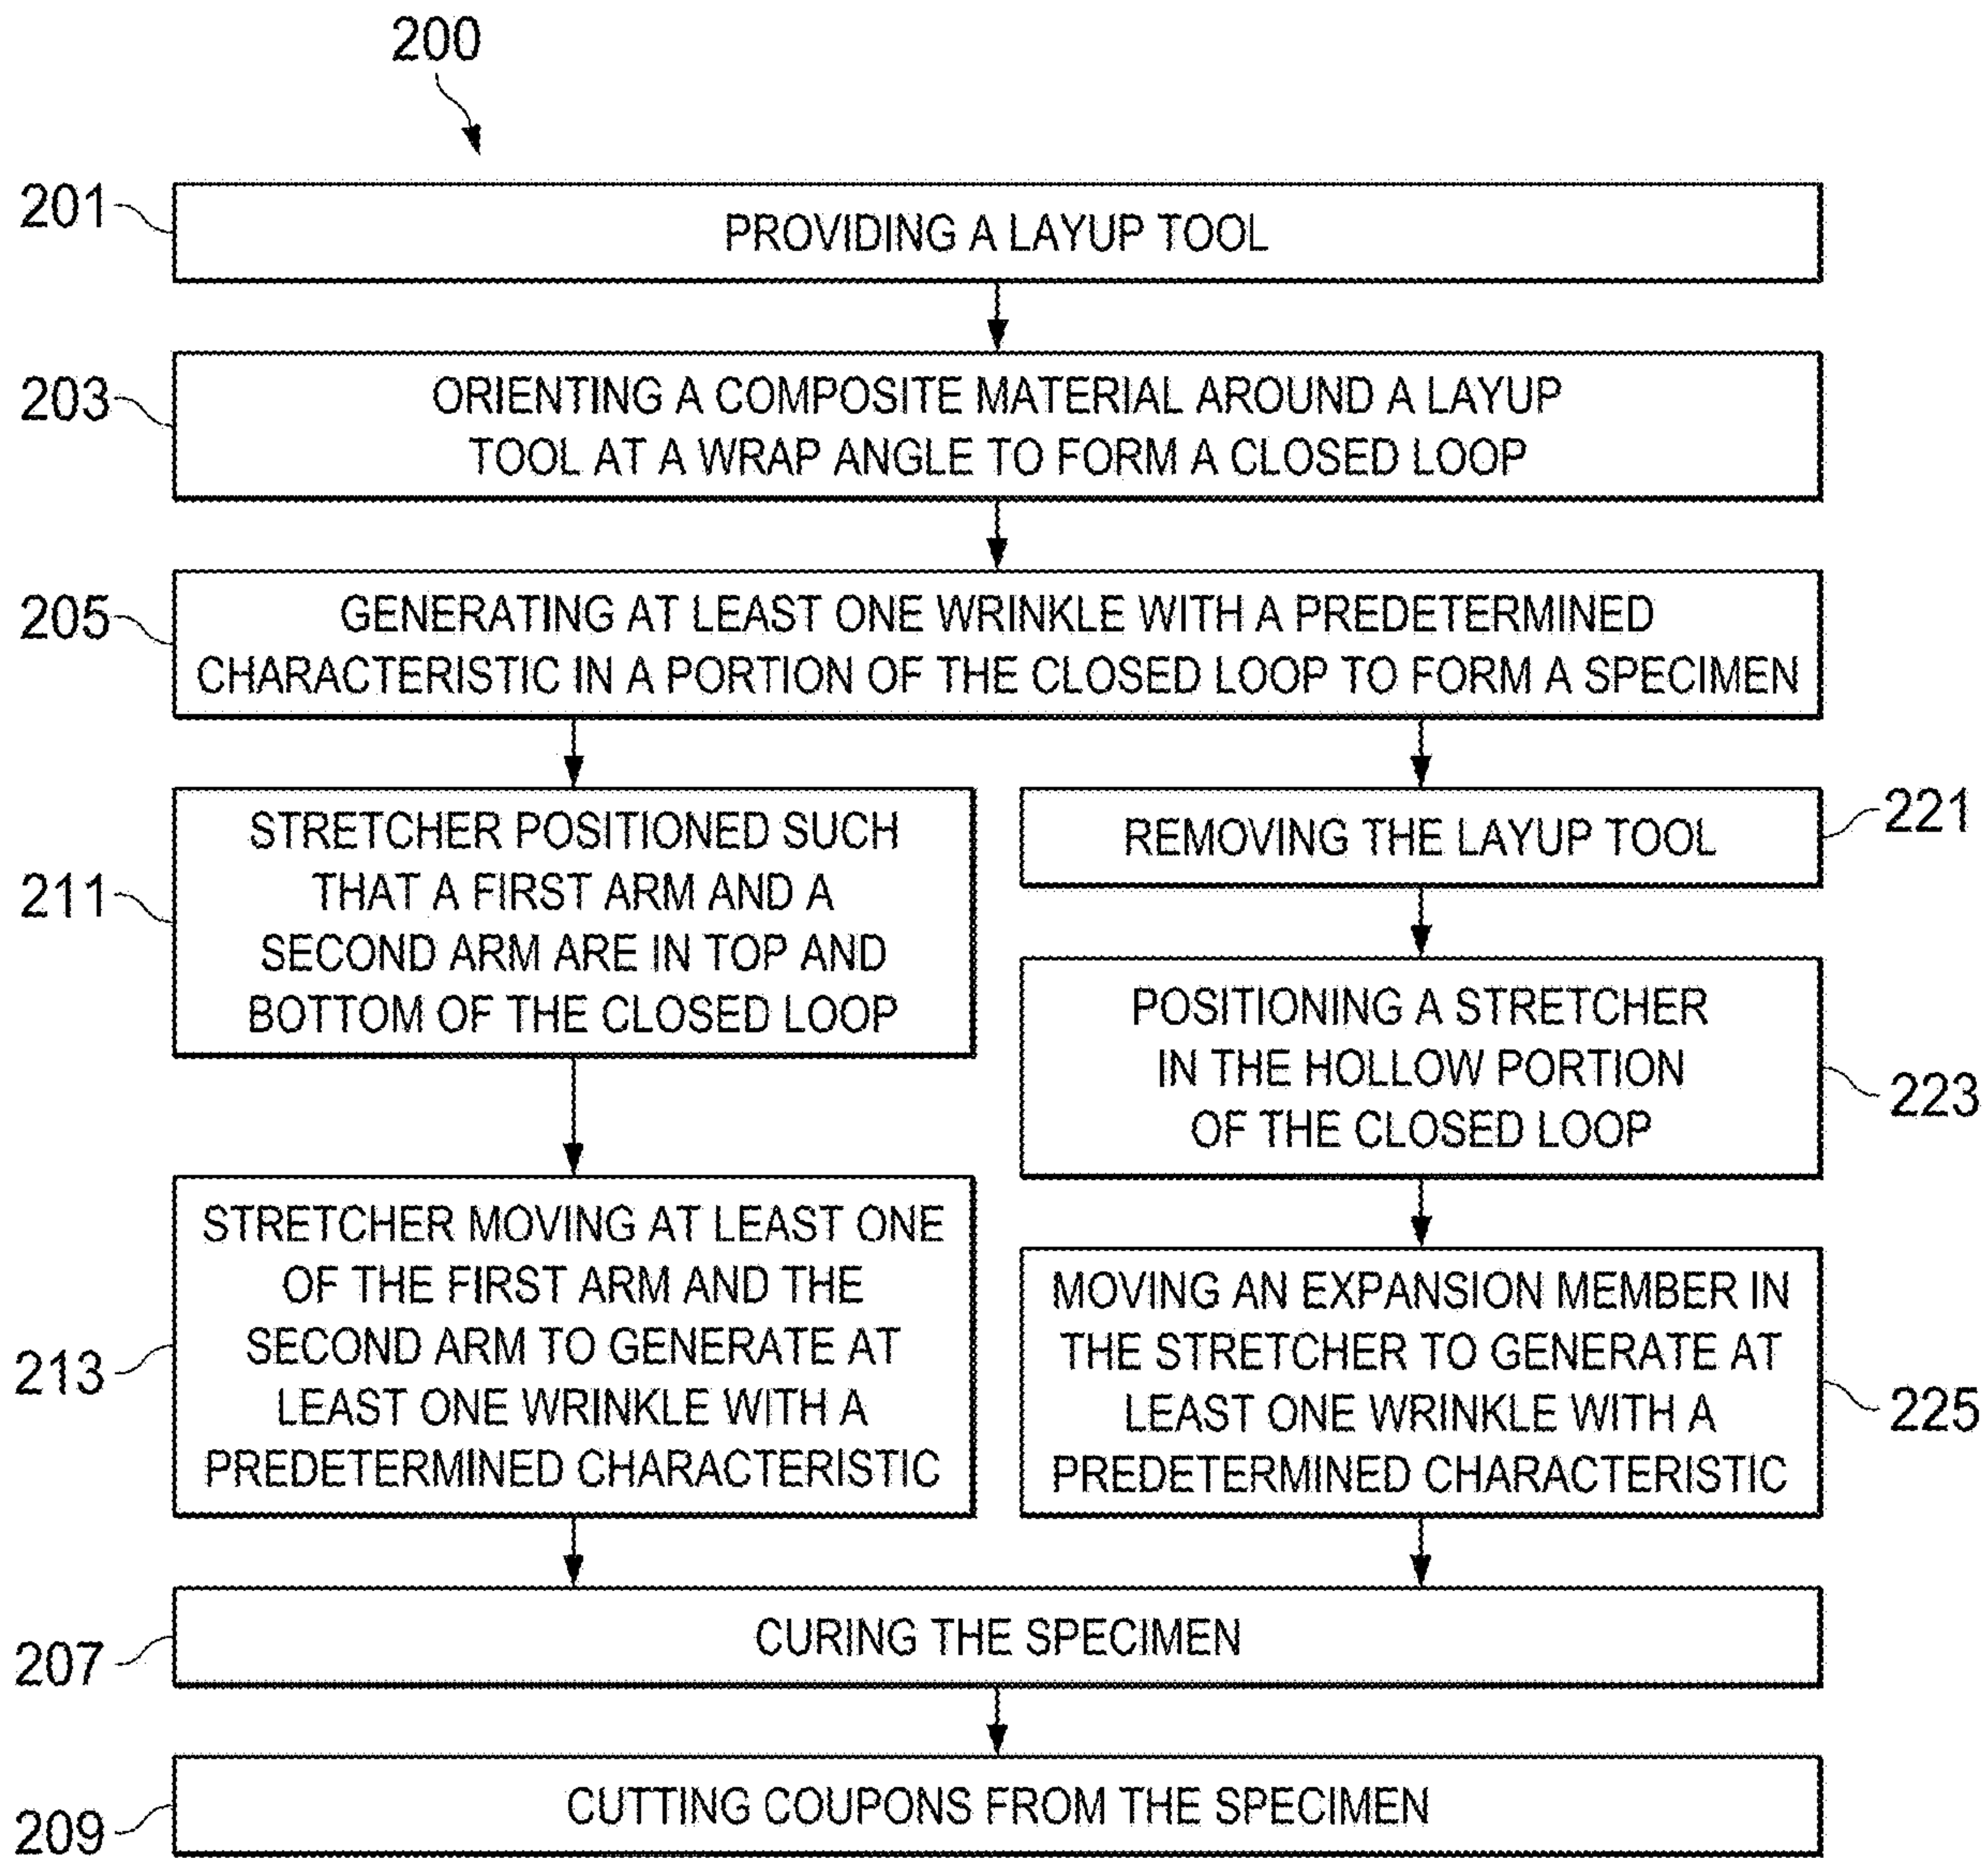 200
201
PROVIDING A LAYUP TOOL
203
ORIENTING A COMPOSITE MATERIAL AROUND A LAYUP
TOOL AT A WRAP ANGLE TO FORM A CLOSED LOOP
205
GENERATING AT LEAST ONE WRINKLE WITH A PREDETERMINED
CHARACTERISTIC IN A PORTION OF THE CLOSED LOOP TO FORM A SPECIMEN
211
STRETCHER POSITIONED SUCH
THAT A FIRST ARM AND A
SECOND ARM ARE IN TOP AND
BOTTOM OF THE CLOSED LOOP
213
STRETCHER MOVING AT LEAST ONE
OF THE FIRST ARM AND THE
SECOND ARM TO GENERATE AT
LEAST ONE WRINKLE WITH A
PREDETERMINED CHARACTERISTIC
REMOVING THE LAYUP TOOL
221
POSITIONING A STRETCHER
IN THE HOLLOW PORTION
OF THE CLOSED LOOP
223
MOVING AN EXPANSION MEMBER IN
THE STRETCHER TO GENERATE AT
LEAST ONE WRINKLE WITH A
PREDETERMINED CHARACTERISTIC
225
207
CURING THE SPECIMEN
209
CUTTING COUPONS FROM THE SPECIMEN